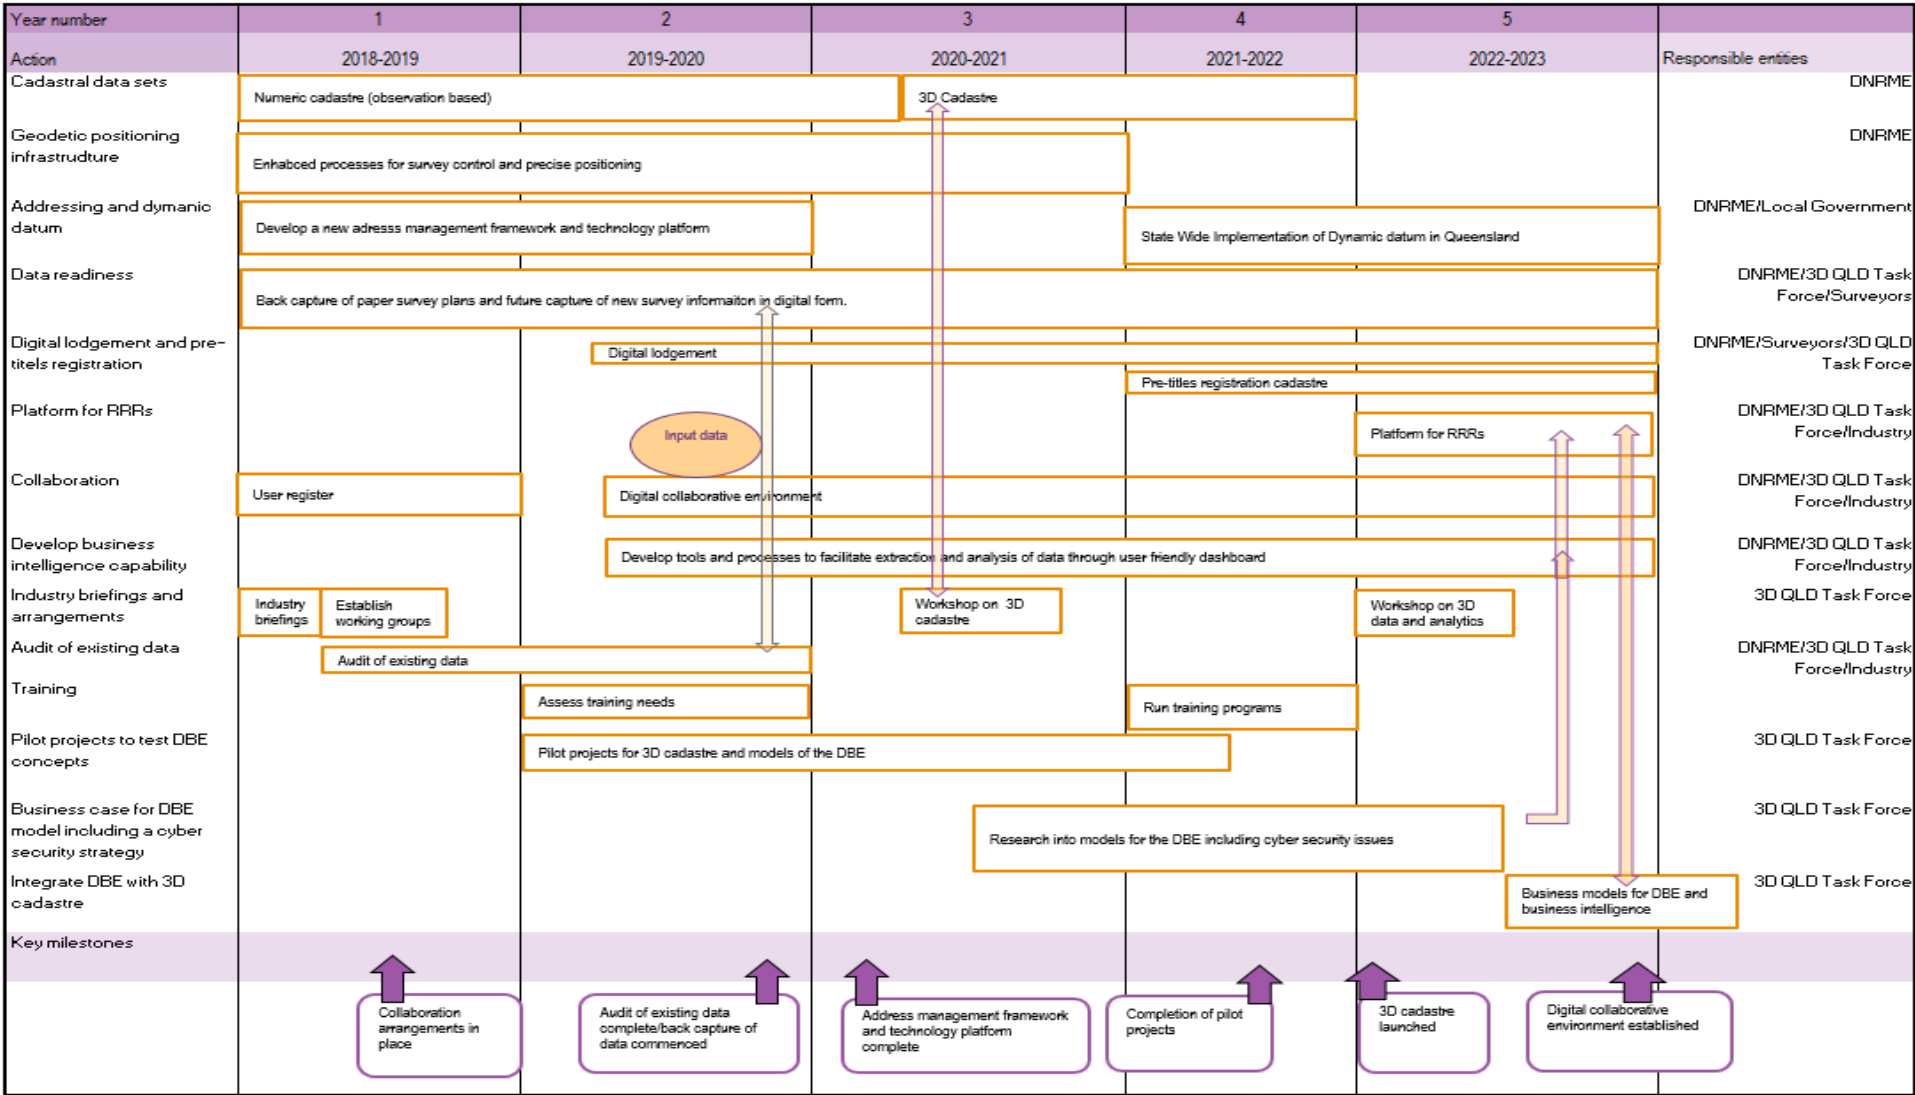 Year number 1 2 3 4 5
Action 2018-2019 2019-2020 2020-2021 2021-2022 2022-2023 Responsible entities
Cadastral data sets
Numeric cadastre (observation based)
3D Cadastre
DNRME
Geodetic positioning
infrastrudture
Enhabced processes for survey control and precise positioning
DNRME
Addressing and dymanic
datum
Develop a new adresss management framework and technology platform
State Wide Implementation of Dynamic datum in Queensland
DNRME/Local Government
Data readiness
Back capture of paper survey plans and future capture of new survey informaiton in digital form.
DNRME/3D QLD Task
Force/Surveyors
Digital lodgement and pre-
titels registration
Digital lodgement
Pre-titles registration cadastre
DNRME/Surveyors/3D QLD
Task Force
Platform for RRRs
Input data
Platform for RRRs
DNRME/3D QLD Task
Force/Industry
Collaboration
User register
Digital collaborative environment
DNRME/3D QLD Task
Force/Industry
Develop business
intelligence capability
Develop tools and processes to facilitate extraction and analysis of data through user friendly dashboard
DNRME/3D QLD Task
Force/Industry
Industry briefings and
arrangements
Industry
briefings
Establish
working groups
Workshop on 3D
cadastre
Workshop on 3D
data and analytics
3D QLD Task Force
Audit of existing data
Audit of existing data
DNRME/3D QLD Task
Force/Industry
Training
Assess training needs
Run training programs
Pilot projects to test DBE
concepts
Pilot projects for 3D cadastre and models of the DBE
3D QLD Task Force
Business case for DBE
model including a cyber
security strategy
Research into models for the DBE including cyber security issues
3D QLD Task Force
Integrate DBE with 3D
cadastre
Business models for DBE and
business intelligence
3D QLD Task Force
Key milestones
Collaboration
arrangements in
place
Audit of existing data
complete/back capture of
data commenced
Address management framework
and technology platform
complete
Completion of pilot
projects
3D cadastre
launched
Digital collaborative
environment established